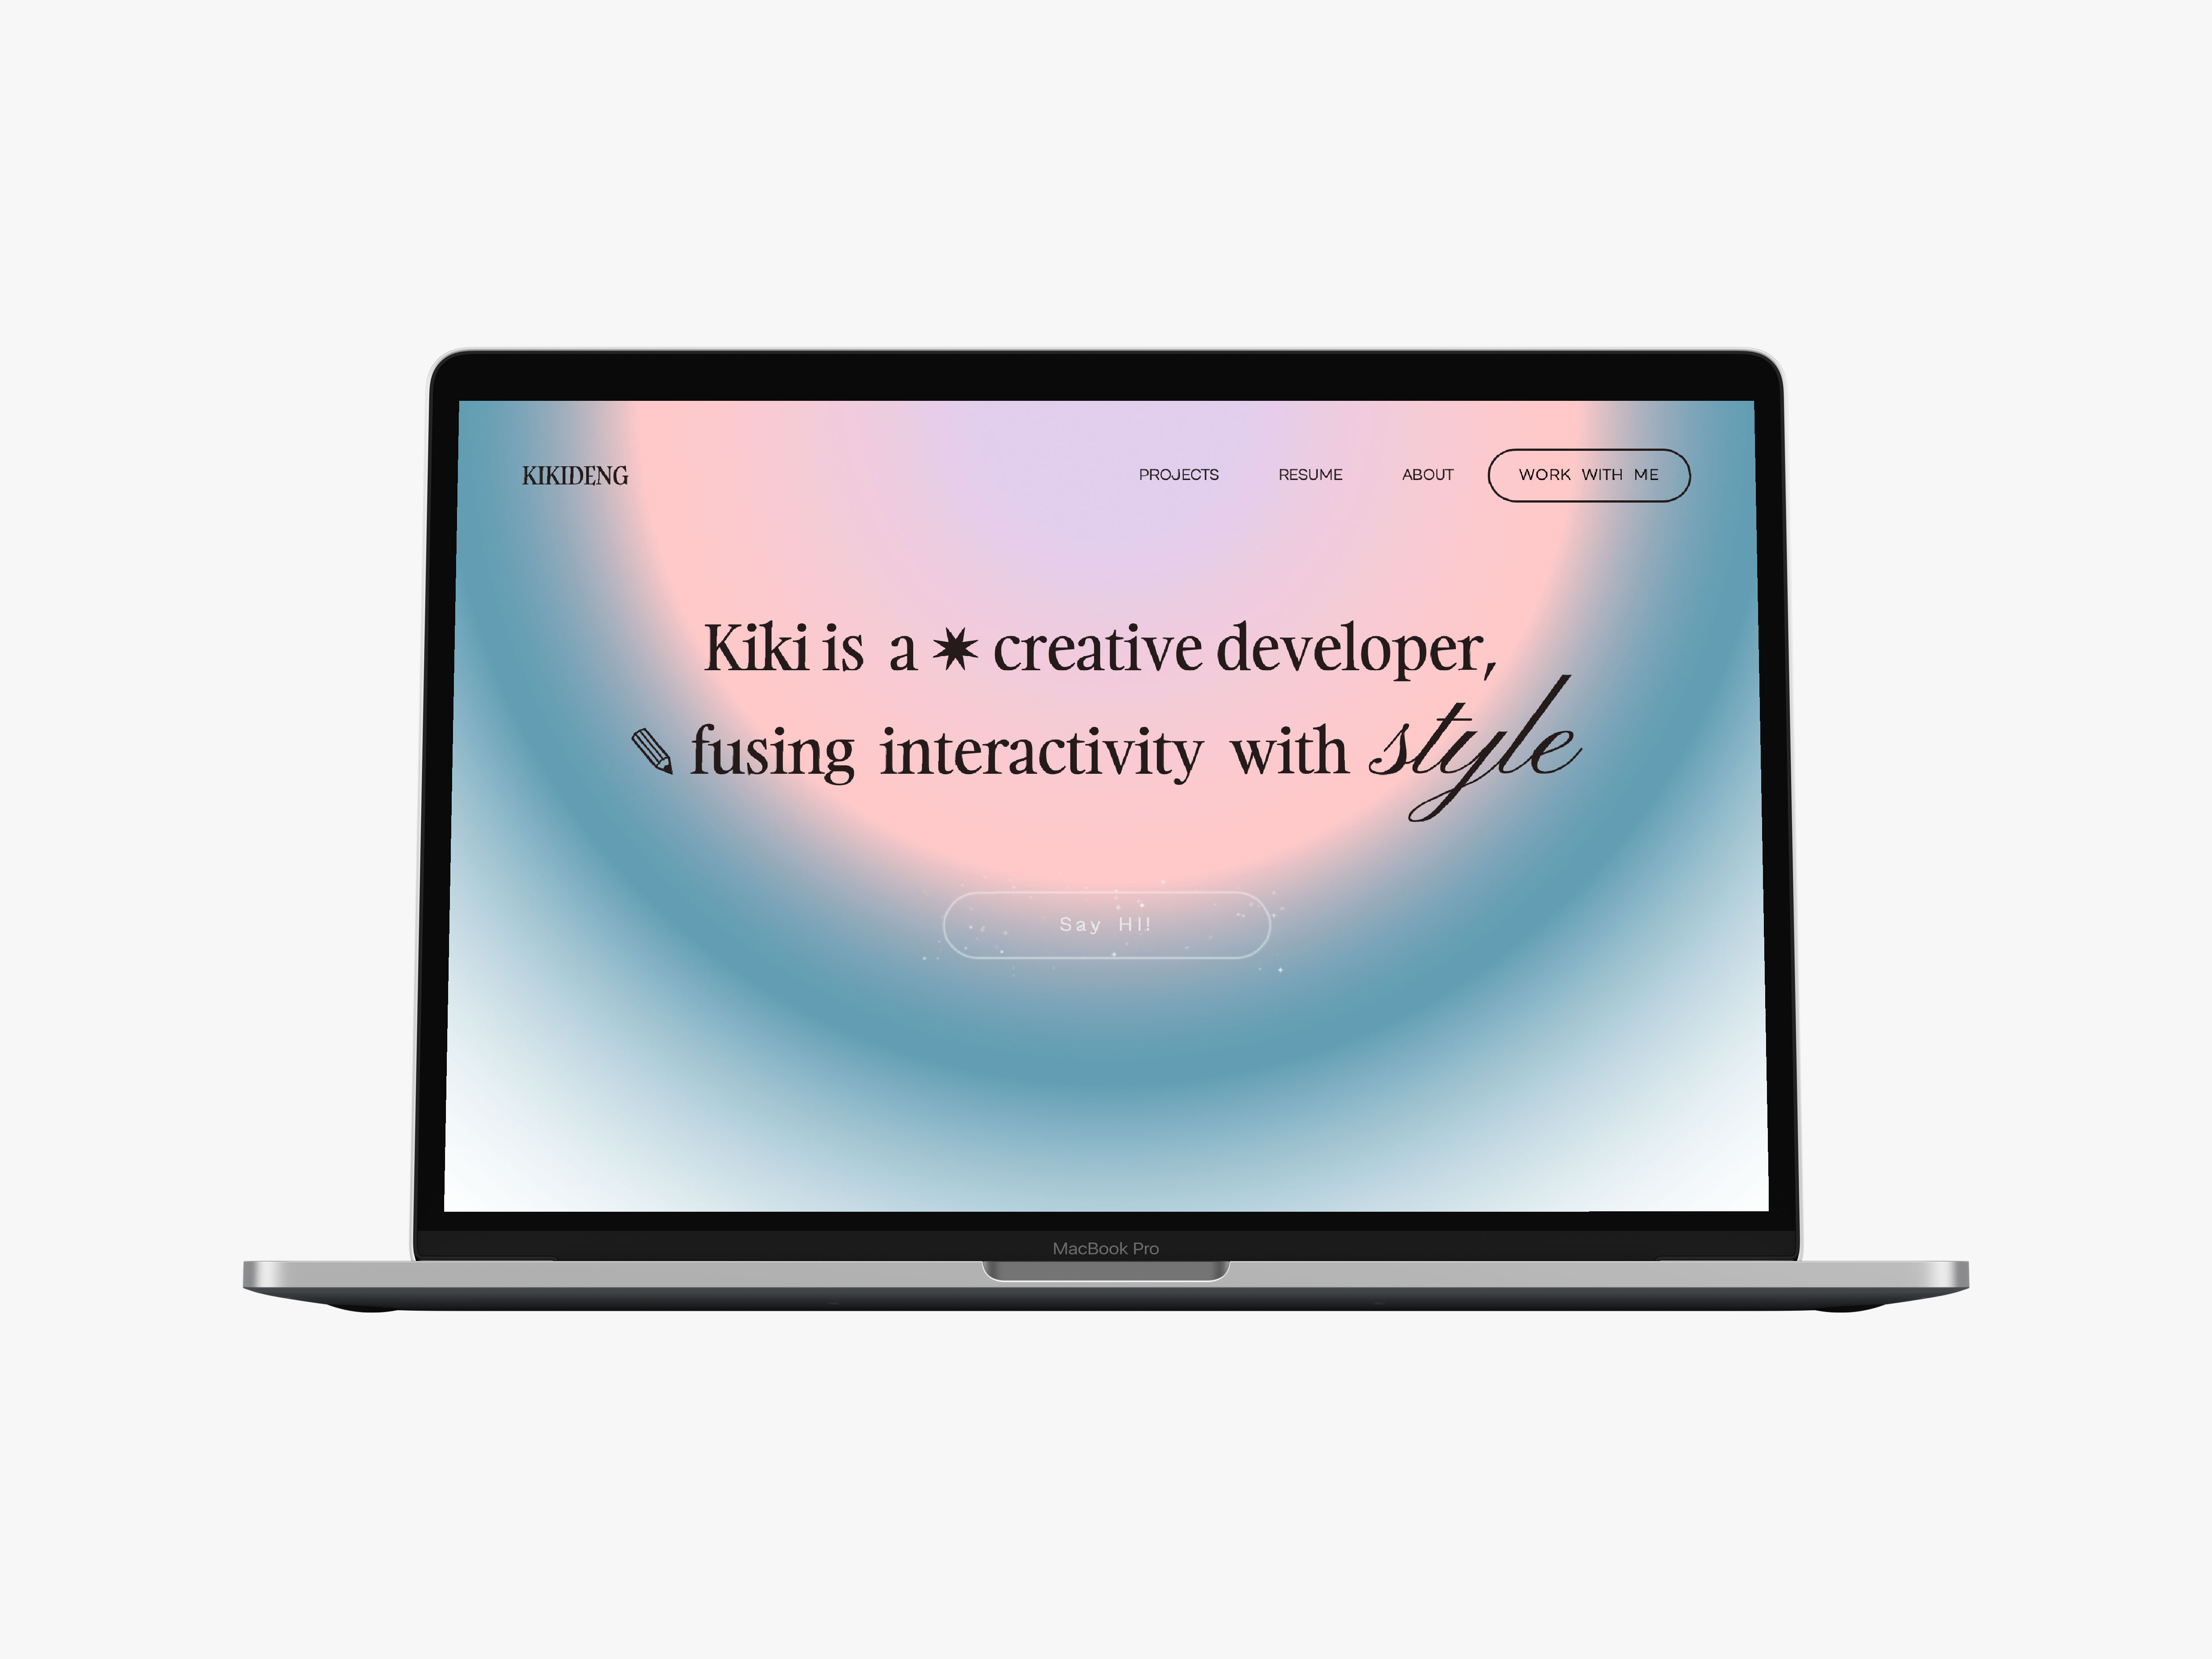 KIKIDENG PROJECTS RESUME ABOUT WORK WITH ME
Kiki is a ✷ creative developer,
✎ fusing interactivity with style
Say HI!
MacBook Pro